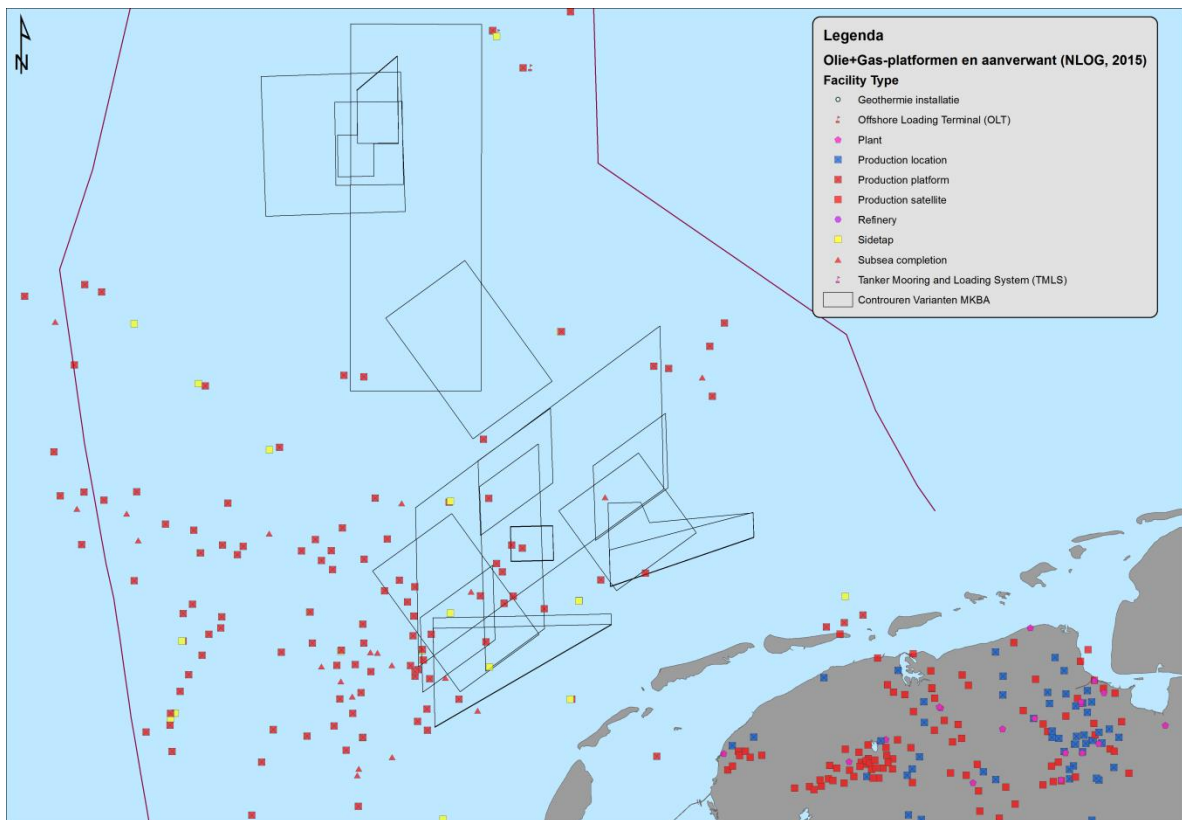 N
Legenda
Olie+Gas-platformen en aanverwant (NLOG, 2015)
Facility Type
Geothermie installatie
Offshore Loading Terminal (OLT)
Plant
Production location
Production platform
Production satellite
Refinery
Sidetap
Subsea completion
Tanker Mooring and Loading System (TMLS)
Controuren Varianten MKBA